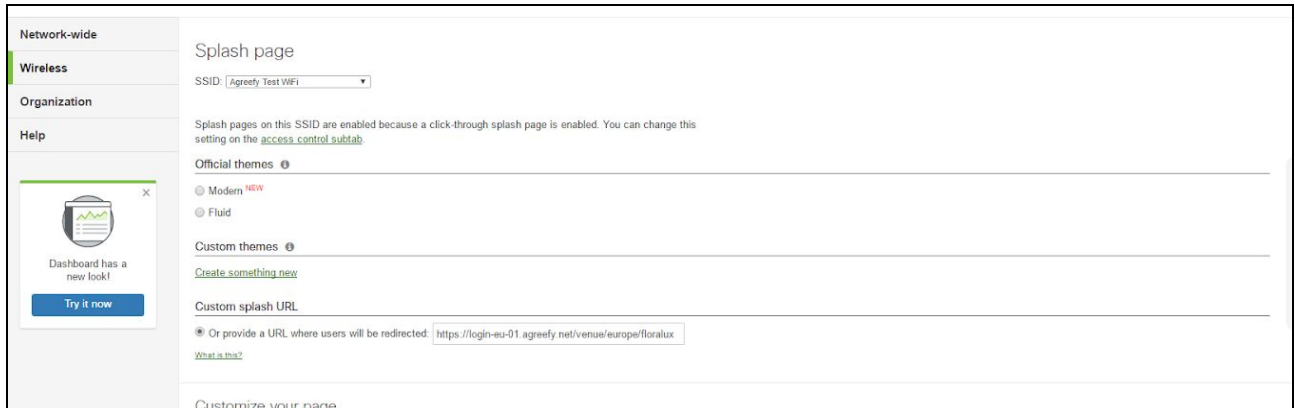 Network-wide
Wireless
Organization
Help
Dashboard has a
new look!
Try it now
Splash page
SSID: Agreefy Test WiFi
Splash pages on this SSID are enabled because a click-through splash page is enabled. You can change this
setting on the access control subtab.
Official themes
Modern NEW
Fluid
Custom themes
Create something new
Custom splash URL
Or provide a URL where users will be redirected: https://login-eu-01.agreefy.net/venue/europe/floralux
What is this?
Customize your page